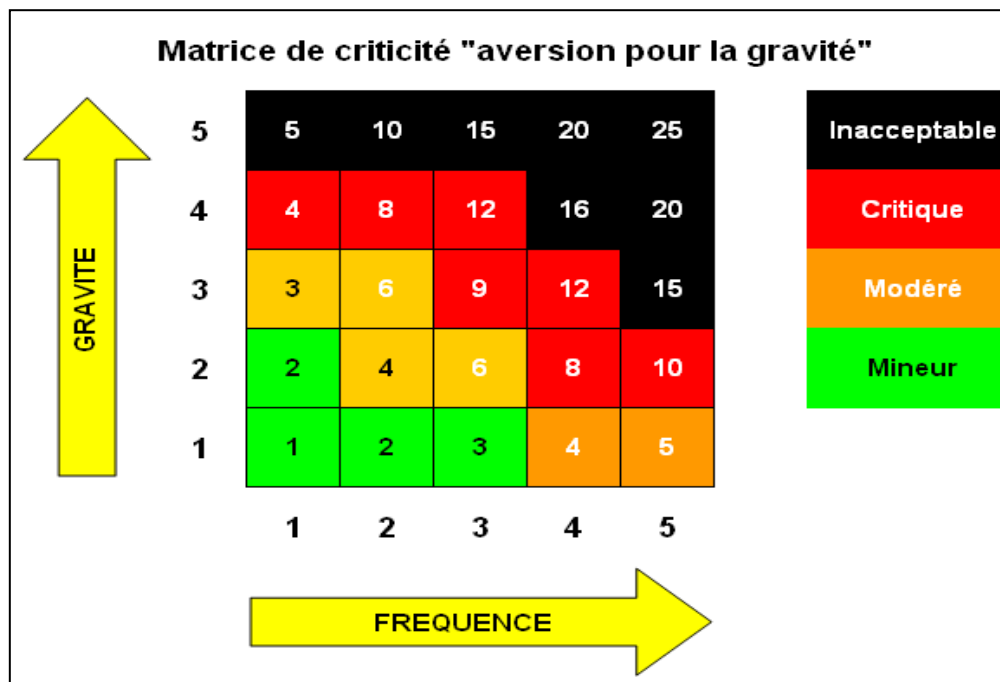 Matrice de criticité "aversion pour la gravité"
5 5 10 15 20 25 Inacceptable
4 4 8 12 16 20 Critique
GRAVITE
3 3 6 9 12 15 Modéré
2 2 4 6 8 10 Mineur
1 1 2 3 4 5
1 2 3 4 5
FREQUENCE